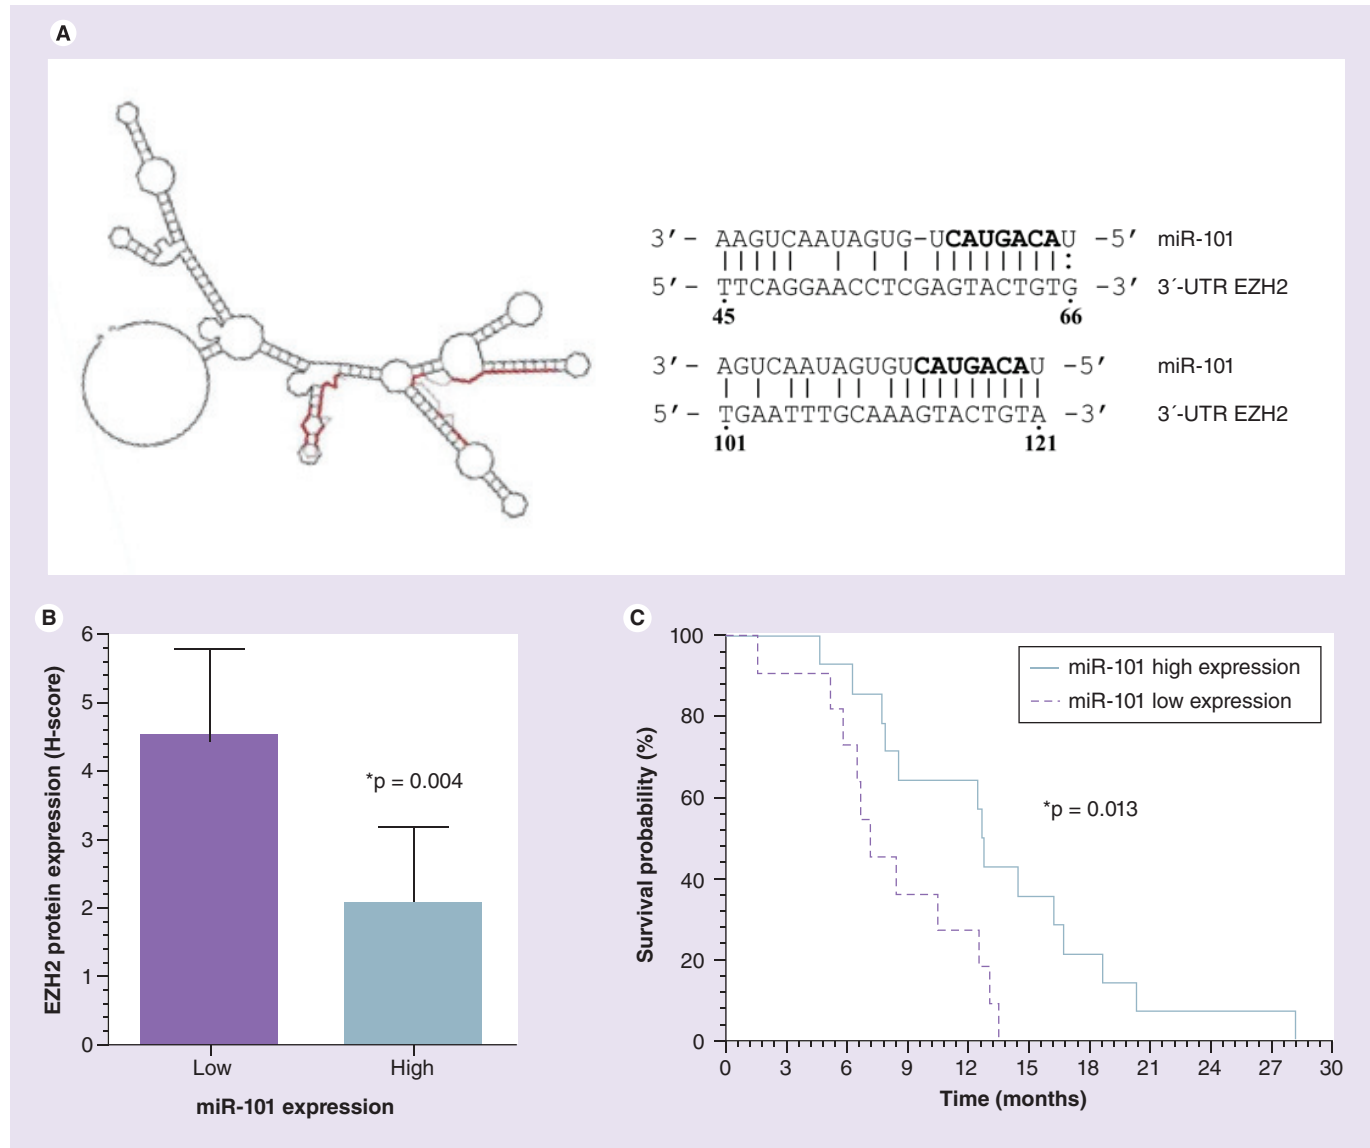 A
3′- AAGUCAAUAGUG-UCAUGACAU -5′ miR-101
5′- TTCAGGAACCTCGAGTACTGTG -3′ 3´-UTR EZH2
45 66
3′- AGUCAAUAGUGUCAUGACAU -5′ miR-101
5′- TGAATTTGCAAAGTACTGTA -3′ 3´-UTR EZH2
101 121
B
EZH2 protein expression (H-score)
6
5
4
3
2
1
0
*p = 0.004
Low High
miR-101 expression
C
Survival probability (%)
100
80
60
40
20
0
miR-101 high expression
miR-101 low expression
*p = 0.013
0 3 6 9 12 15 18 21 24 27 30
Time (months)